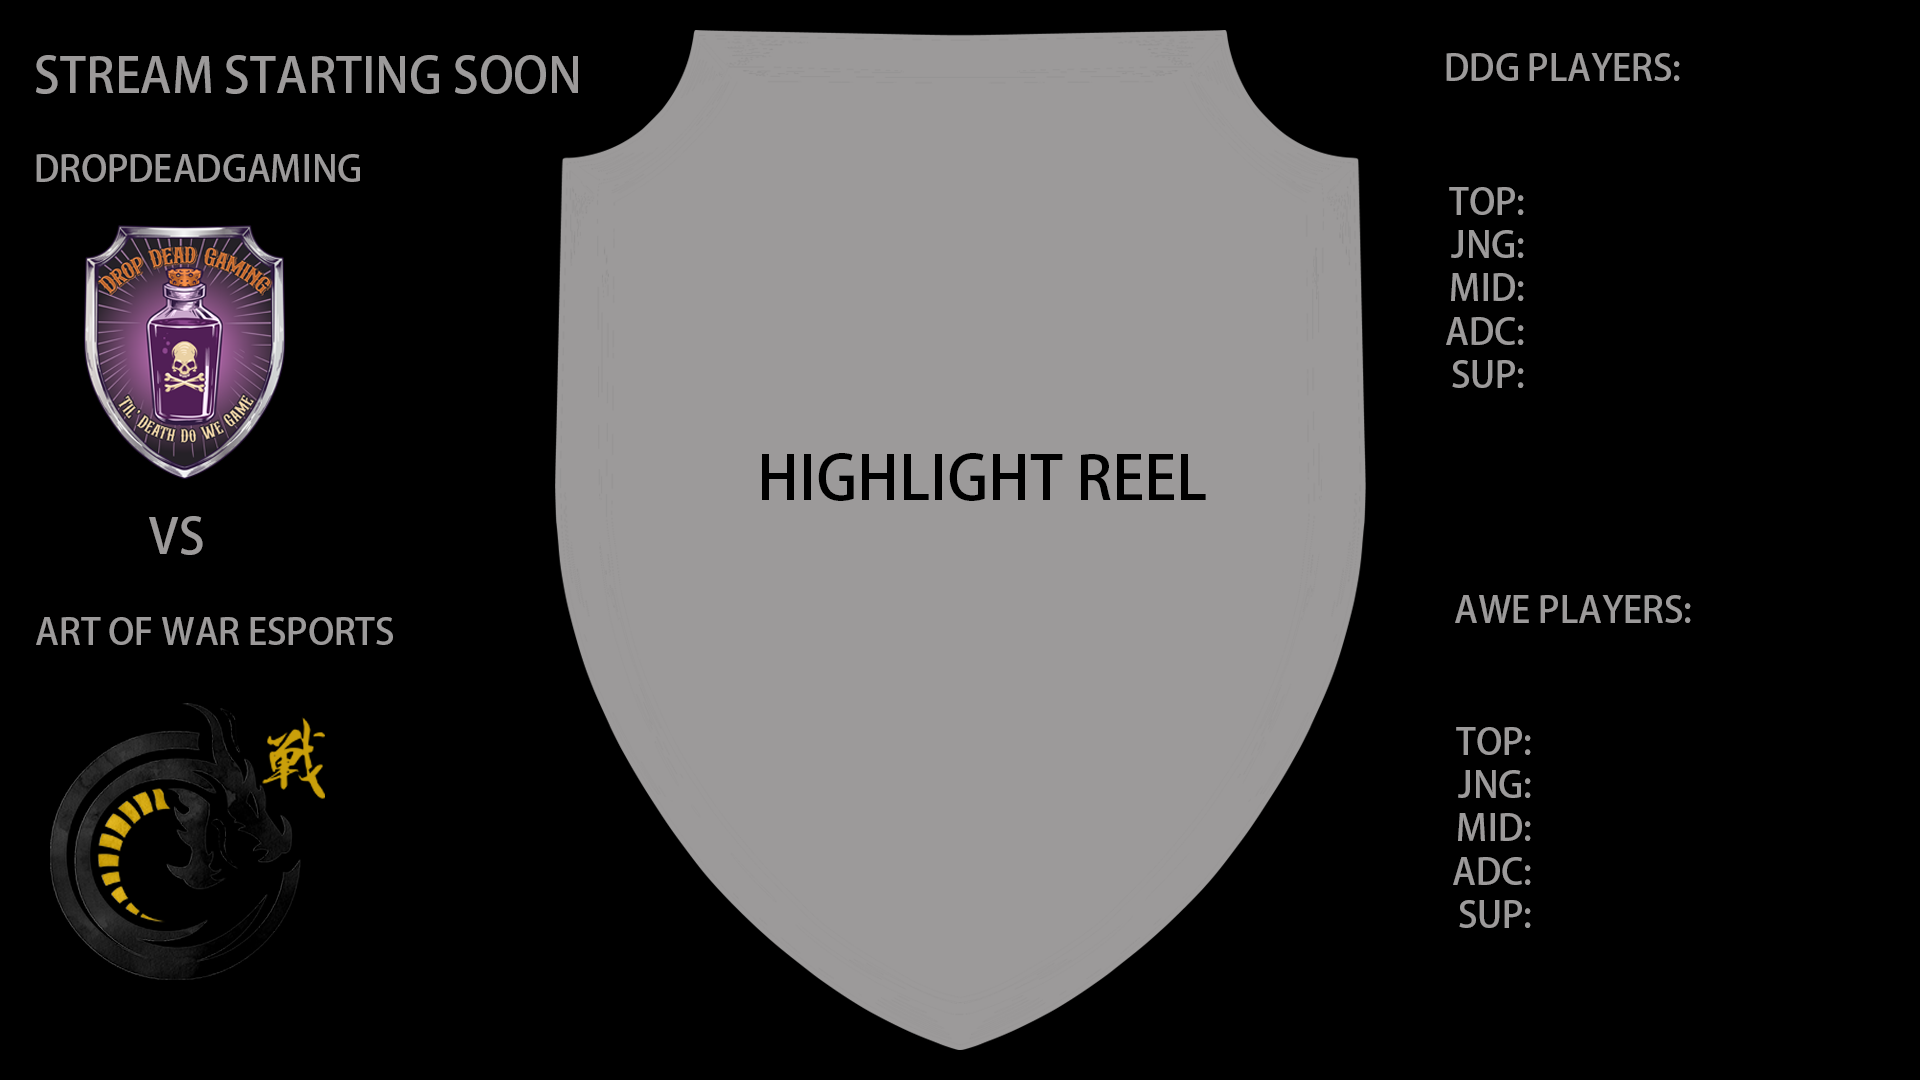 STREAM STARTING SOON
DROPDEADGAMING
DROP DEAD GAMING
TIL' DEATH DO WE GAME
VS
ART OF WAR ESPORTS
戦
HIGHLIGHT REEL
DDG PLAYERS:
TOP:
JNG:
MID:
ADC:
SUP:
AWE PLAYERS:
TOP:
JNG:
MID:
ADC:
SUP: